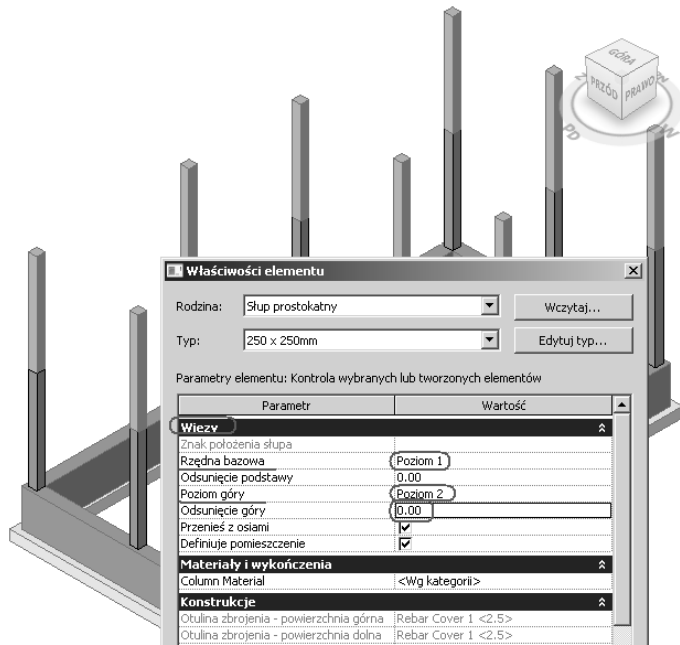 GÓRA
PRZÓD PRAWO
PD
W
Właściwości elementu
Rodzina: Słup prostokatny Wczytaj...
Typ: 250 x 250mm Edytuj typ...
Parametry elementu: Kontrola wybranych lub tworzonych elementów
Parametr Wartość
Wiezy
Znak położenia słupa
Rzędna bazowa Poziom 1
Odsunięcie podstawy 0.00
Poziom góry Poziom 2
Odsunięcie góry 0.00
Przenieś z osiami
Definiuje pomieszczenie
Materiały i wykończenia
Column Material <Wg kategorii>
Konstrukcje
Otulina zbrojenia - powierzchnia górna Rebar Cover 1 <2.5>
Otulina zbrojenia - powierzchnia dolna Rebar Cover 1 <2.5>